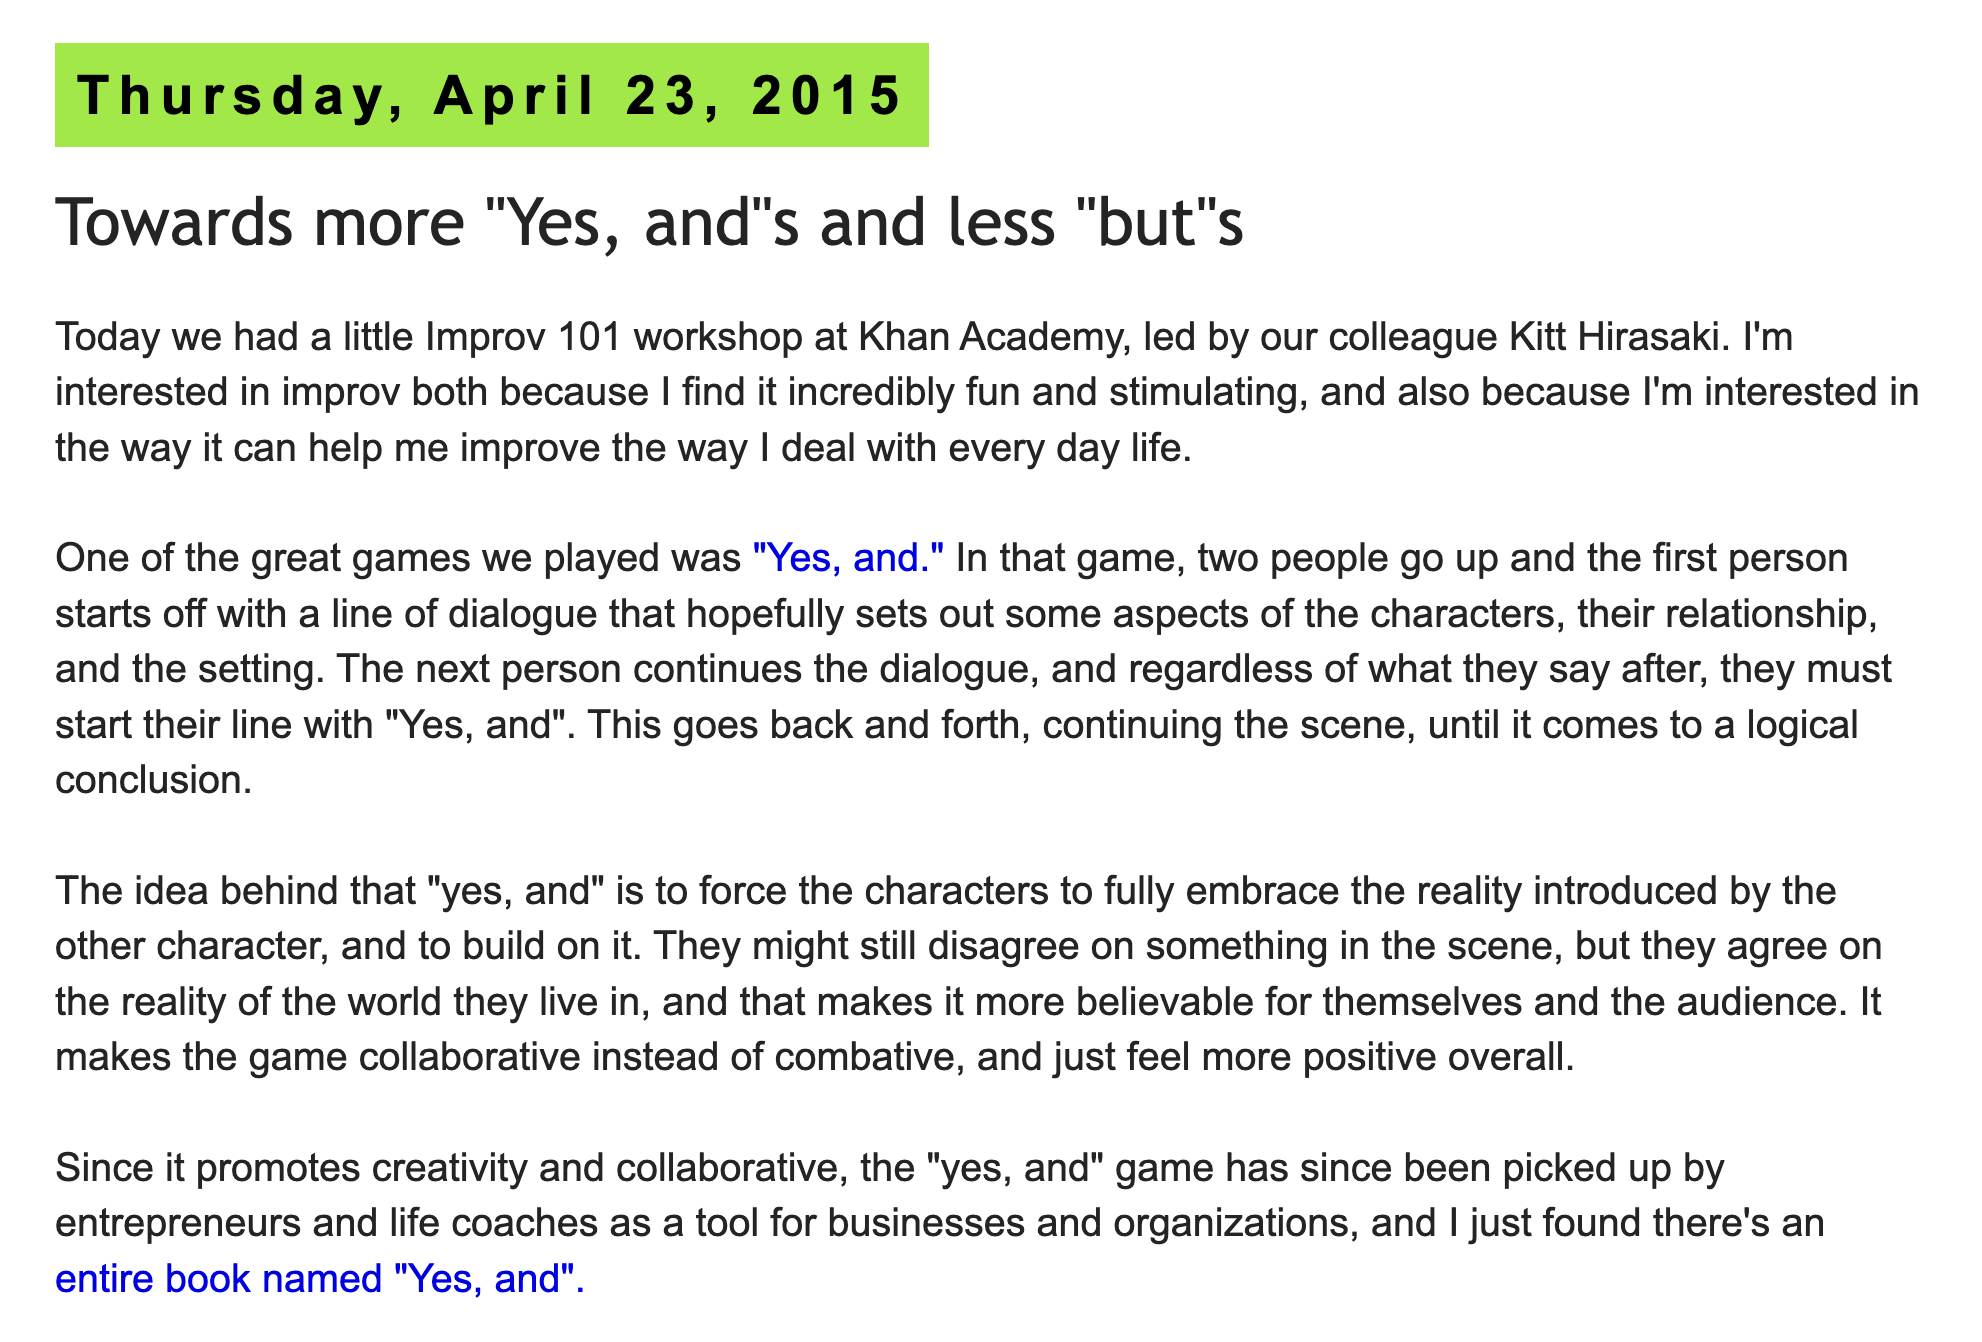 Thursday, April 23, 2015
Towards more "Yes, and"s and less "but"s
Today we had a little Improv 101 workshop at Khan Academy, led by our colleague Kitt Hirasaki. I'm
interested in improv both because I find it incredibly fun and stimulating, and also because I'm interested in
the way it can help me improve the way I deal with every day life.
One of the great games we played was "Yes, and." In that game, two people go up and the first person
starts off with a line of dialogue that hopefully sets out some aspects of the characters, their relationship,
and the setting. The next person continues the dialogue, and regardless of what they say after, they must
start their line with "Yes, and". This goes back and forth, continuing the scene, until it comes to a logical
conclusion.
The idea behind that "yes, and" is to force the characters to fully embrace the reality introduced by the
other character, and to build on it. They might still disagree on something in the scene, but they agree on
the reality of the world they live in, and that makes it more believable for themselves and the audience. It
makes the game collaborative instead of combative, and just feel more positive overall.
Since it promotes creativity and collaborative, the "yes, and" game has since been picked up by
entrepreneurs and life coaches as a tool for businesses and organizations, and I just found there's an
entire book named "Yes, and".